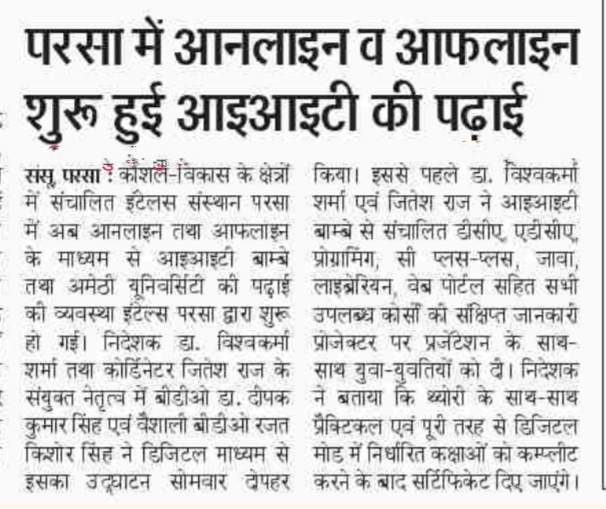 परसा में आनलाइन व आफलाइन
शुरू हुई आइआइटी की पढ़ाई
संसू, परसा : कौशल-विकास के क्षेत्रों
में संचालित इंटेलस संस्थान परसा
में अब आनलाइन तथा आफलाइन
के माध्यम से आइआइटी बाम्बे
तथा अमेठी यूनिवर्सिटी की पढ़ाई
की व्यवस्था इंटेल्स परसा द्वारा शुरू
हो गई। निदेशक डा. विश्वकर्मा
शर्मा तथा कोर्डिनेटर जितेश राज के
संयुक्त नेतृत्व में बीडीओ डा. दीपक
कुमार सिंह एवं वैशाली बीडीओ रजत
किशोर सिंह ने डिजिटल माध्यम से
इसका उद्घाटन सोमवार दोपहर
किया। इससे पहले डा. विश्वकर्मा
शर्मा एवं जितेश राज ने आइआइटी
बाम्बे से संचालित डीसीए, एडीसीए,
प्रोग्रामिंग, सी प्लस-प्लस, जावा,
लाइब्रेरियन, वेब पोर्टल सहित सभी
उपलब्ध कोर्सों की संक्षिप्त जानकारी
प्रोजेक्टर पर प्रजेंटेशन के साथ-
साथ युवा-युवतियों को दी। निदेशक
ने बताया कि थ्योरी के साथ-साथ
प्रैक्टिकल एवं पूरी तरह से डिजिटल
मोड में निर्धारित कक्षाओं को कम्प्लीट
करने के बाद सर्टिफिकेट दिए जाएंगे।